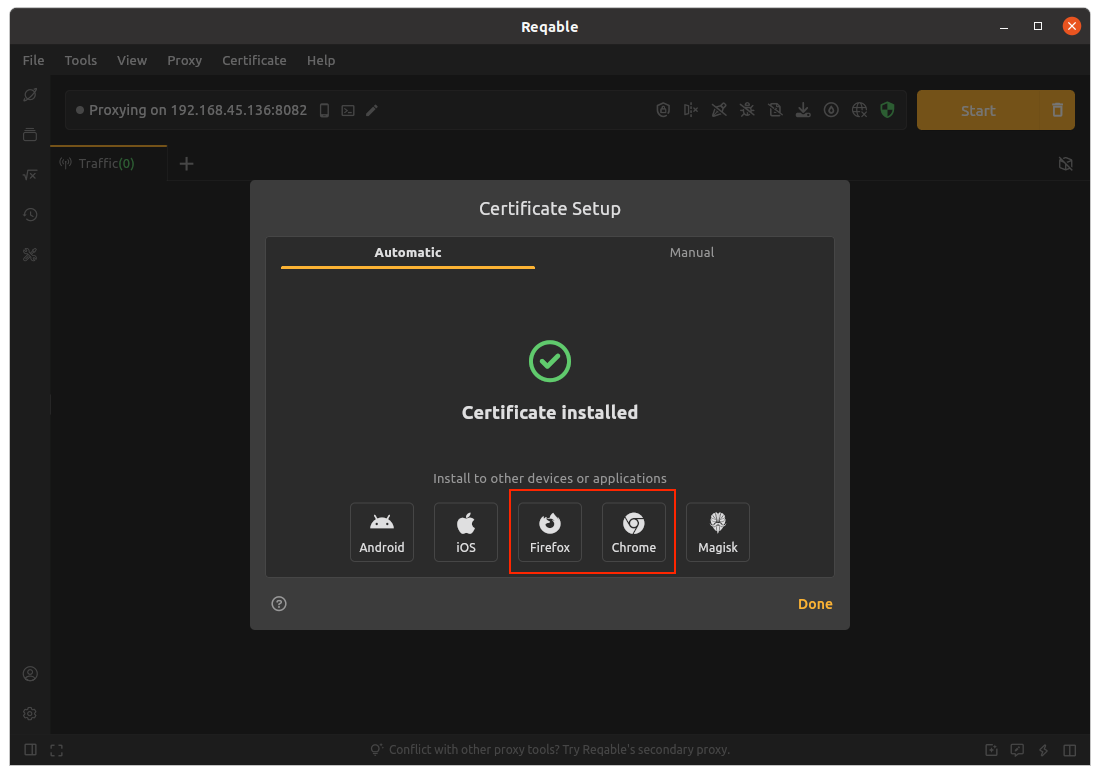 Reqable
File Tools View Proxy Certificate Help
Proxying on 192.168.45.136:8082
Start
Traffic(0)
Certificate Setup
Automatic Manual
Certificate installed
Install to other devices or applications
Android iOS Firefox Chrome Magisk
Done
Conflict with other proxy tools? Try Reqable's secondary proxy.